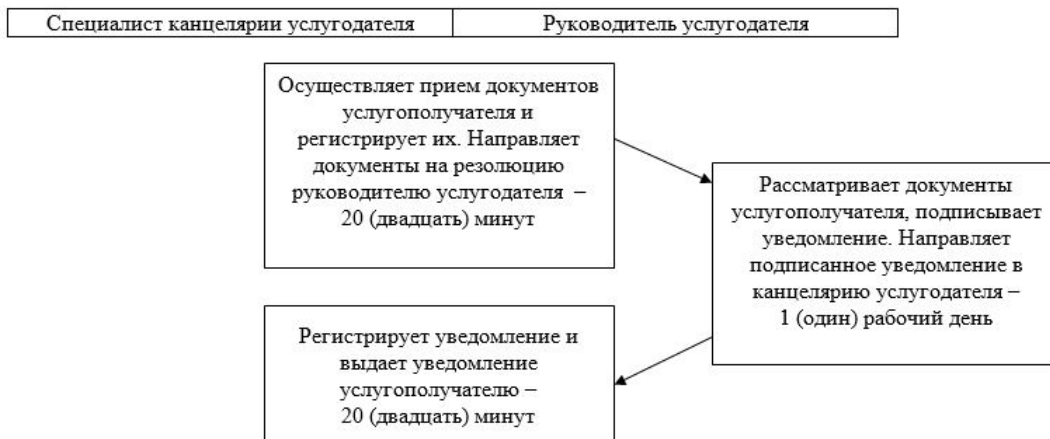 Специалист канцелярии услугодателя
Руководитель услугодателя
Осуществляет прием документов
услугополучателя и
регистрирует их. Направляет
документы на резолюцию
руководителю услугодателя –
20 (двадцать) минут
Рассматривает документы
услугополучателя, подписывает
уведомление. Направляет
подписанное уведомление в
канцелярию услугодателя –
1 (один) рабочий день
Регистрирует уведомление и
выдает уведомление
услугополучателю –
20 (двадцать) минут